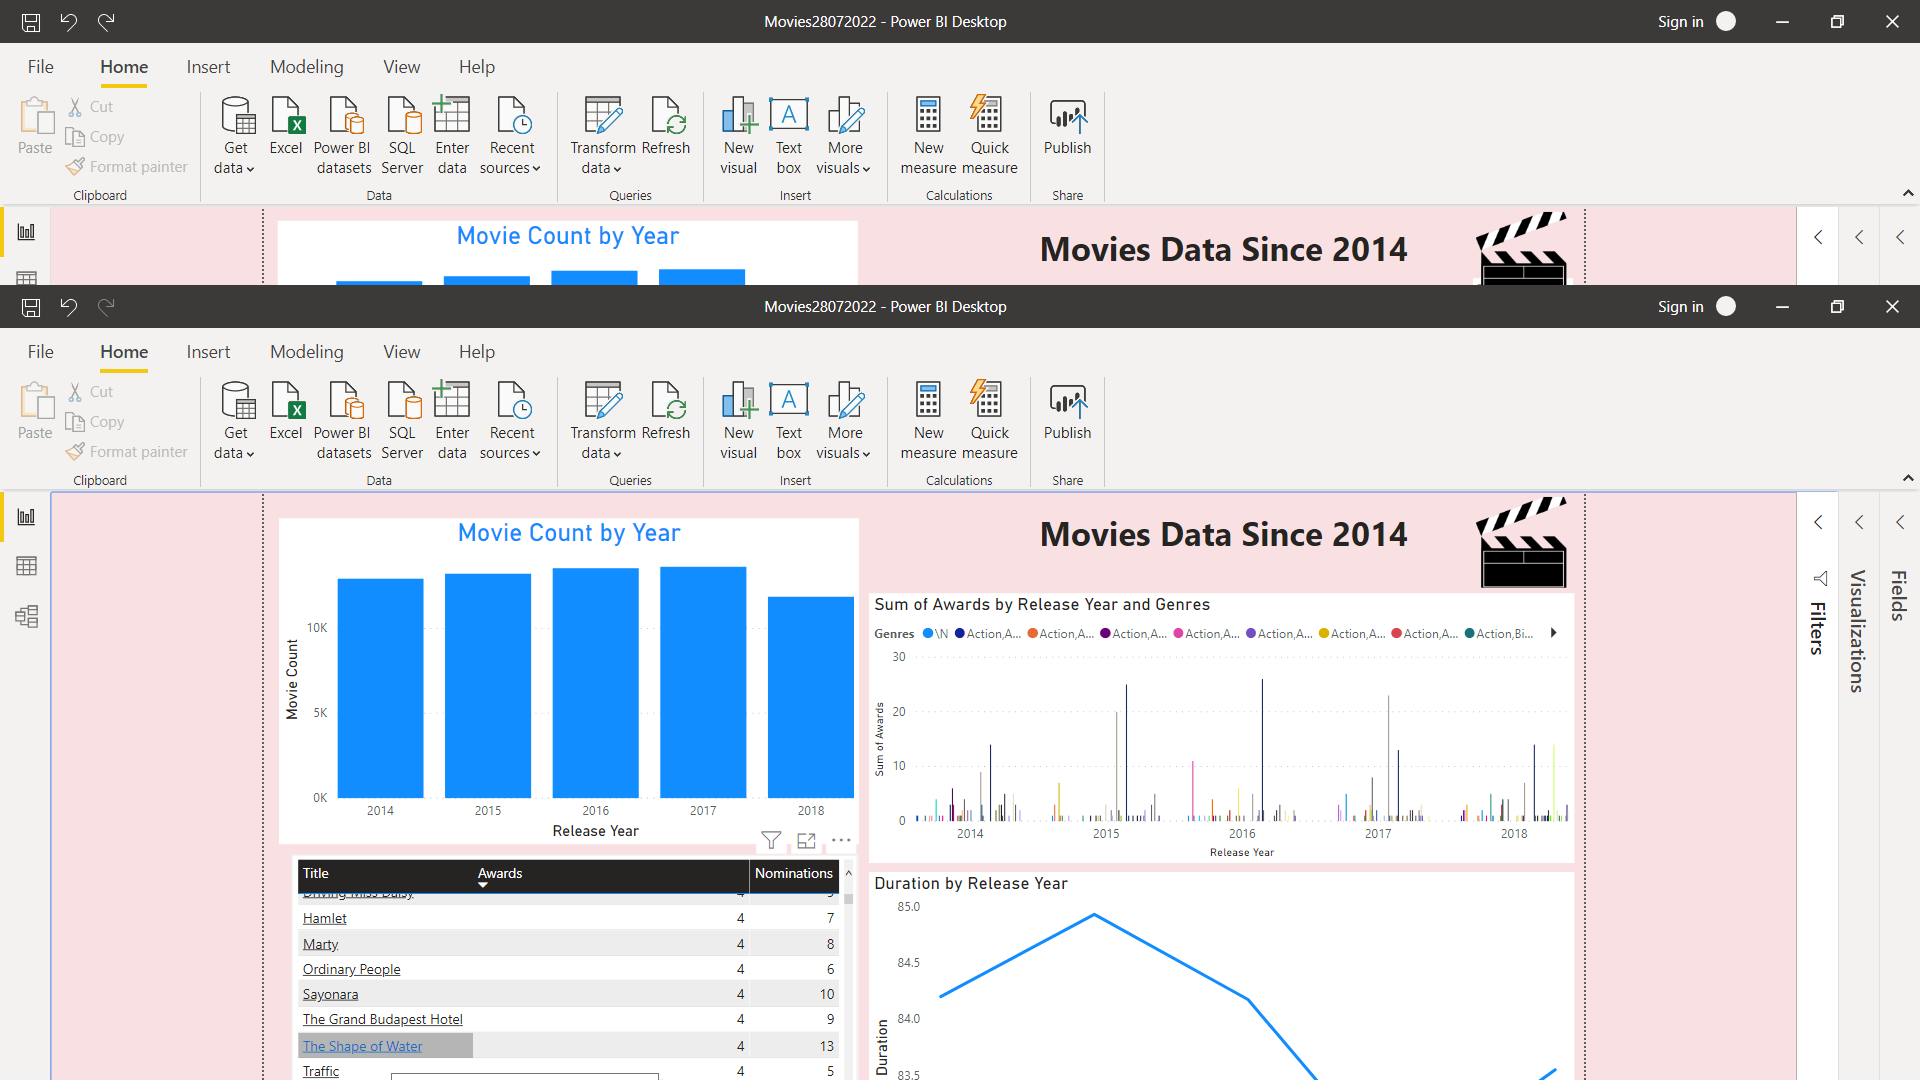 Movies28072022 - Power BI Desktop
Sign in
File Home Insert Modeling View Help
Paste
Cut
Copy
Format painter
Clipboard
Get data
Excel
Power BI datasets
SQL Server
Enter data
Recent sources
Data
Transform data
Refresh
Queries
New visual
Text box
More visuals
Insert
New measure
Quick measure
Calculations
Publish
Share
Movie Count by Year
Movies Data Since 2014
Movies28072022 - Power BI Desktop
Sign in
File Home Insert Modeling View Help
Paste
Cut
Copy
Format painter
Clipboard
Get data
Excel
Power BI datasets
SQL Server
Enter data
Recent sources
Data
Transform data
Refresh
Queries
New visual
Text box
More visuals
Insert
New measure
Quick measure
Calculations
Publish
Share
Movie Count by Year
Movie Count
10K
5K
0K
2014 2015 2016 2017 2018
Release Year
Movies Data Since 2014
Sum of Awards by Release Year and Genres
Genres \N Action,A... Action,A... Action,A... Action,A... Action,A... Action,A... Action,A... Action,Bi...
Sum of Awards
30
20
10
0
2014 2015 2016 2017 2018
Release Year
Title Awards Nominations
Driving Miss Daisy 4
Hamlet 4 7
Marty 4 8
Ordinary People 4 6
Sayonara 4 10
The Grand Budapest Hotel 4 9
The Shape of Water 4 13
Traffic 4 5
Duration by Release Year
Duration
85.0
84.5
84.0
83.5
Filters
Visualizations
Fields